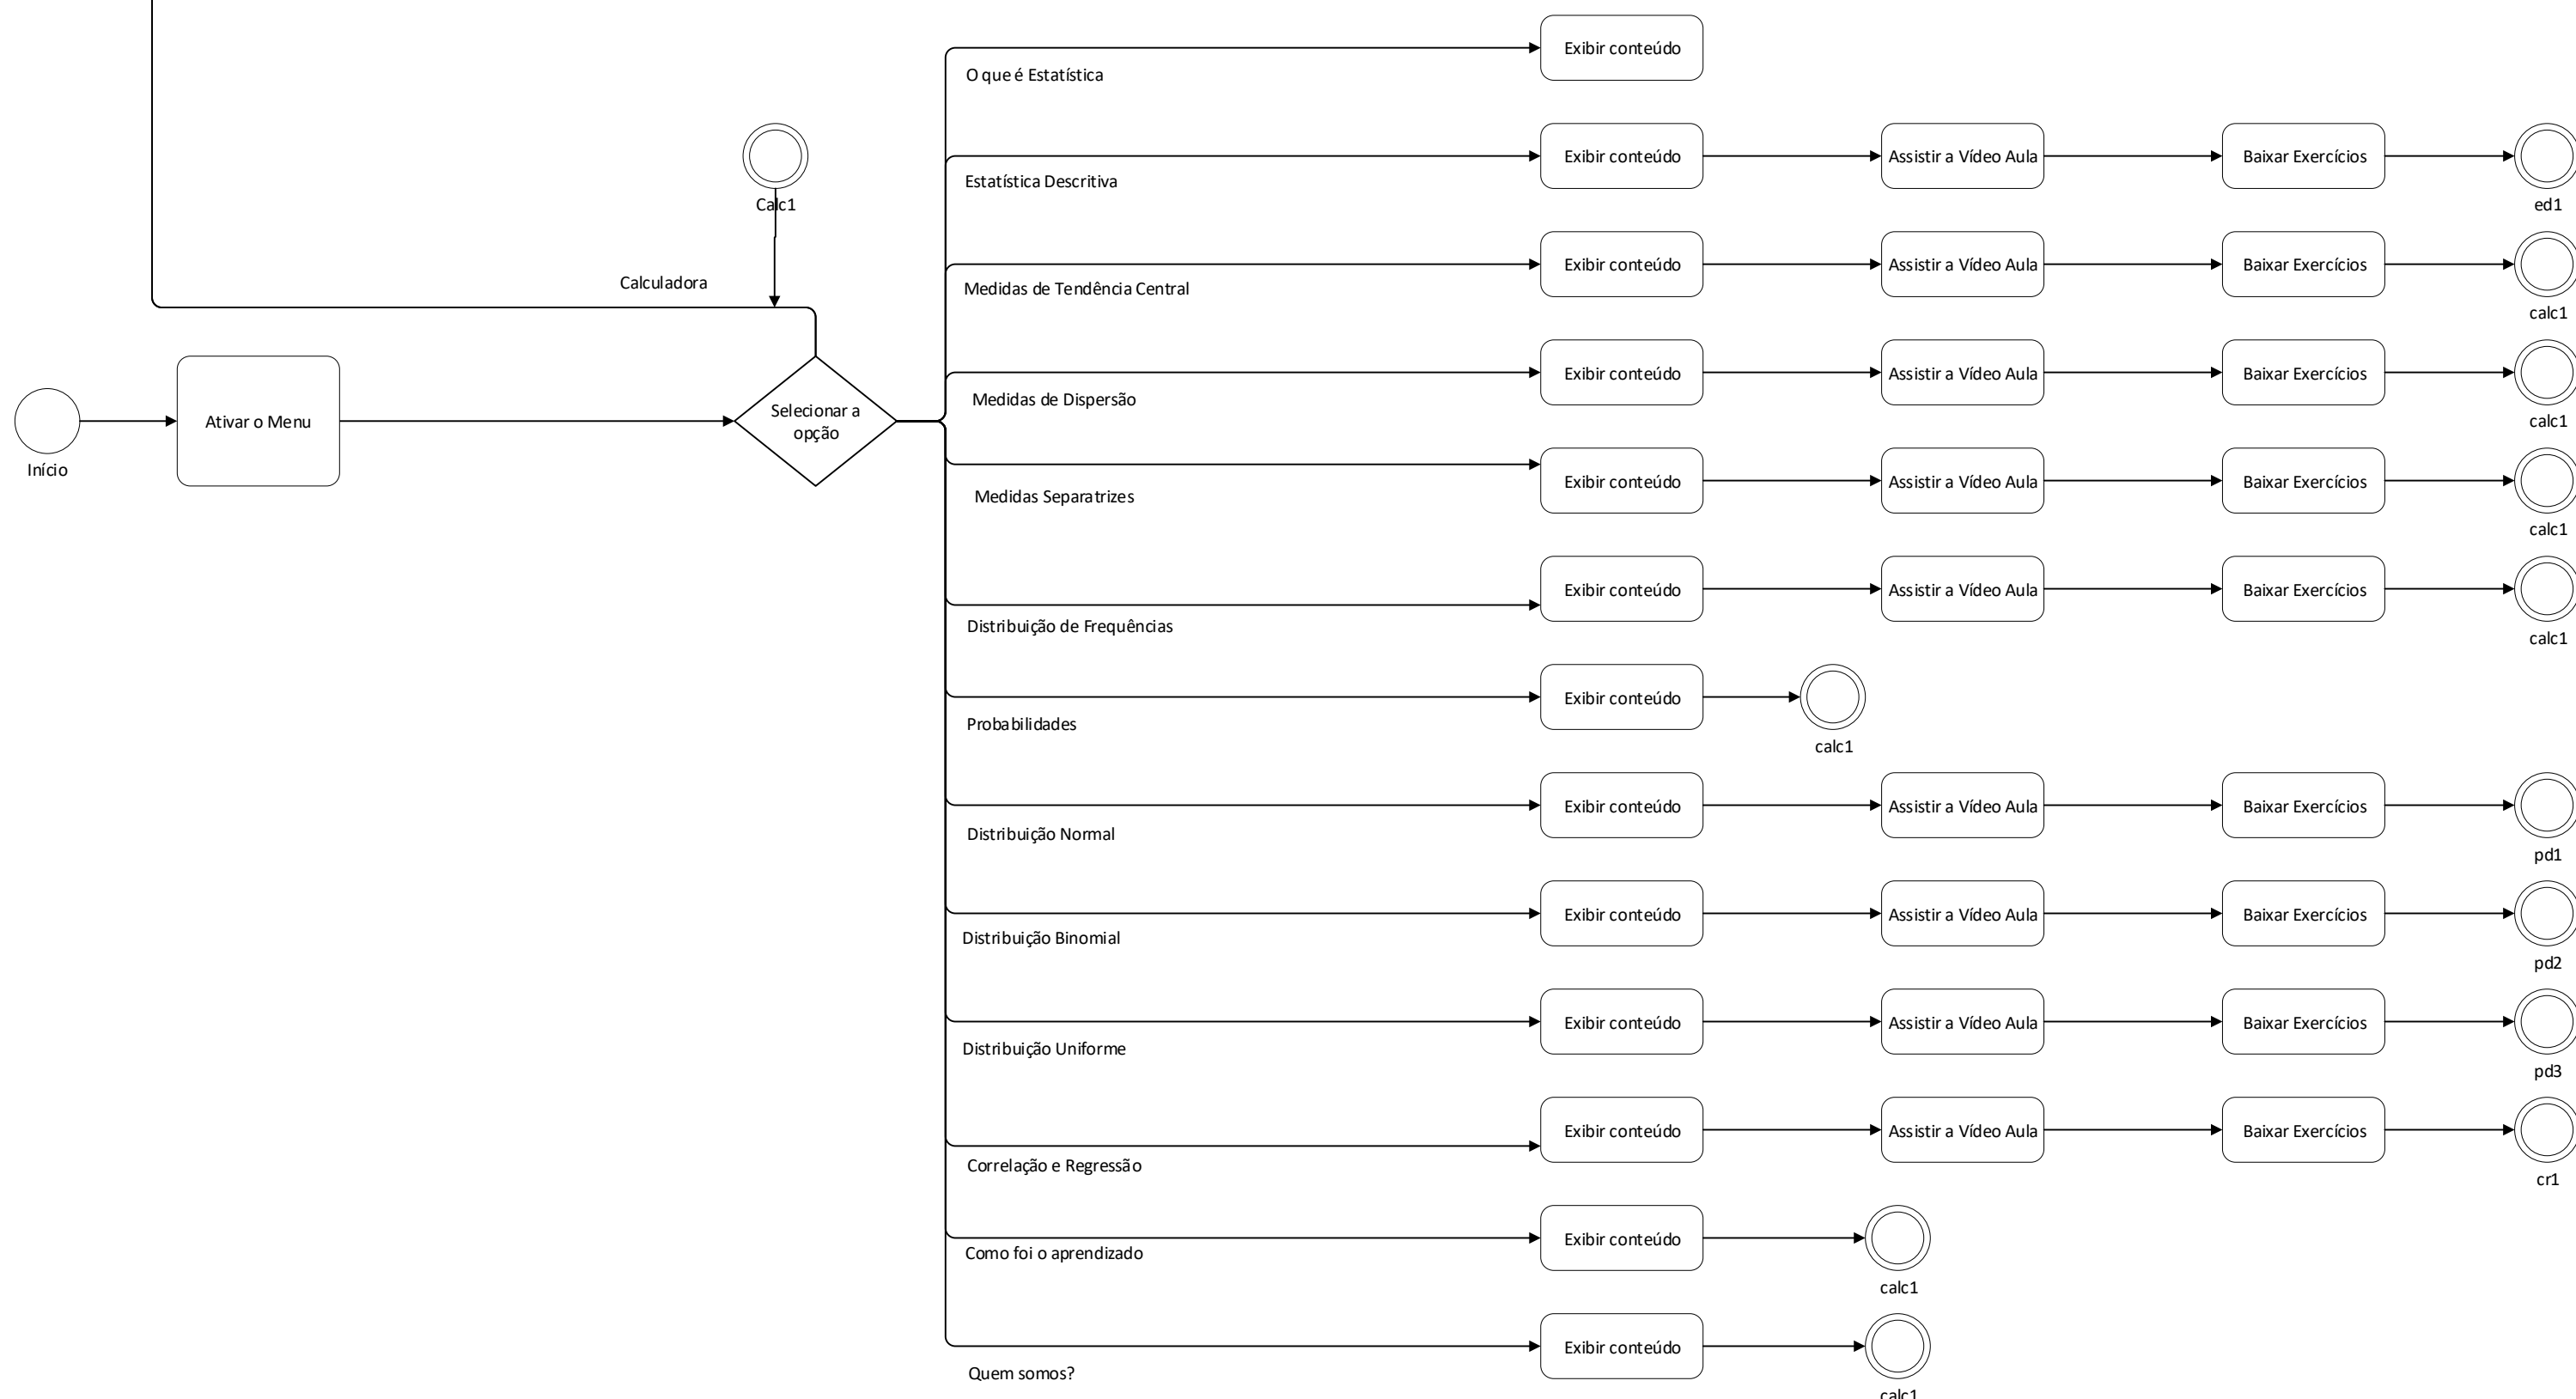 Exibir conteúdo
O que é Estatística
Exibir conteúdo
Assistir a Vídeo Aula
Baixar Exercícios
Estatística Descritiva
Calc1
ed1
Exibir conteúdo
Assistir a Vídeo Aula
Baixar Exercícios
Calculadora
Medidas de Tendência Central
calc1
Exibir conteúdo
Assistir a Vídeo Aula
Baixar Exercícios
Medidas de Dispersão
Selecionar a
opção
Ativar o Menu
calc1
Início
Exibir conteúdo
Assistir a Vídeo Aula
Baixar Exercícios
Medidas Separatrizes
calc1
Exibir conteúdo
Assistir a Vídeo Aula
Baixar Exercícios
Distribuição de Frequências
calc1
Exibir conteúdo
Probabilidades
calc1
Exibir conteúdo
Assistir a Vídeo Aula
Baixar Exercícios
Distribuição Normal
pd1
Exibir conteúdo
Assistir a Vídeo Aula
Baixar Exercícios
Distribuição Binomial
pd2
Exibir conteúdo
Assistir a Vídeo Aula
Baixar Exercícios
Distribuição Uniforme
pd3
Exibir conteúdo
Assistir a Vídeo Aula
Baixar Exercícios
Correlação e Regressão
cr1
Exibir conteúdo
Como foi o aprendizado
calc1
Exibir conteúdo
Quem somos?
calc1